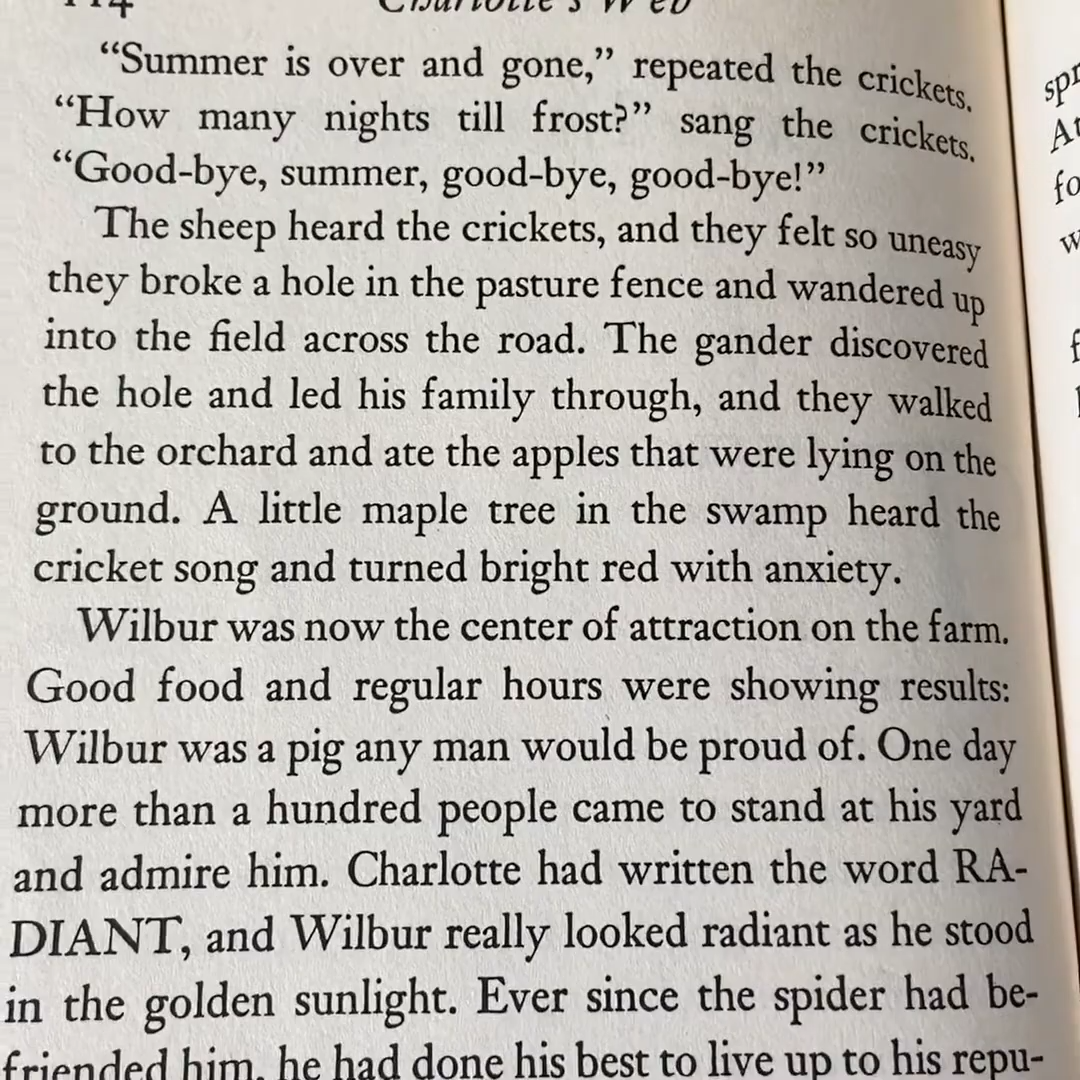 114 Charlotte's Web
“Summer is over and gone,” repeated the crickets.
“How many nights till frost?” sang the crickets.
“Good-bye, summer, good-bye, good-bye!”
The sheep heard the crickets, and they felt so uneasy
they broke a hole in the pasture fence and wandered up
into the field across the road. The gander discovered
the hole and led his family through, and they walked
to the orchard and ate the apples that were lying on the
ground. A little maple tree in the swamp heard the
cricket song and turned bright red with anxiety.
Wilbur was now the center of attraction on the farm.
Good food and regular hours were showing results:
Wilbur was a pig any man would be proud of. One day
more than a hundred people came to stand at his yard
and admire him. Charlotte had written the word RA-
DIANT, and Wilbur really looked radiant as he stood
in the golden sunlight. Ever since the spider had be-
friended him, he had done his best to live up to his repu-